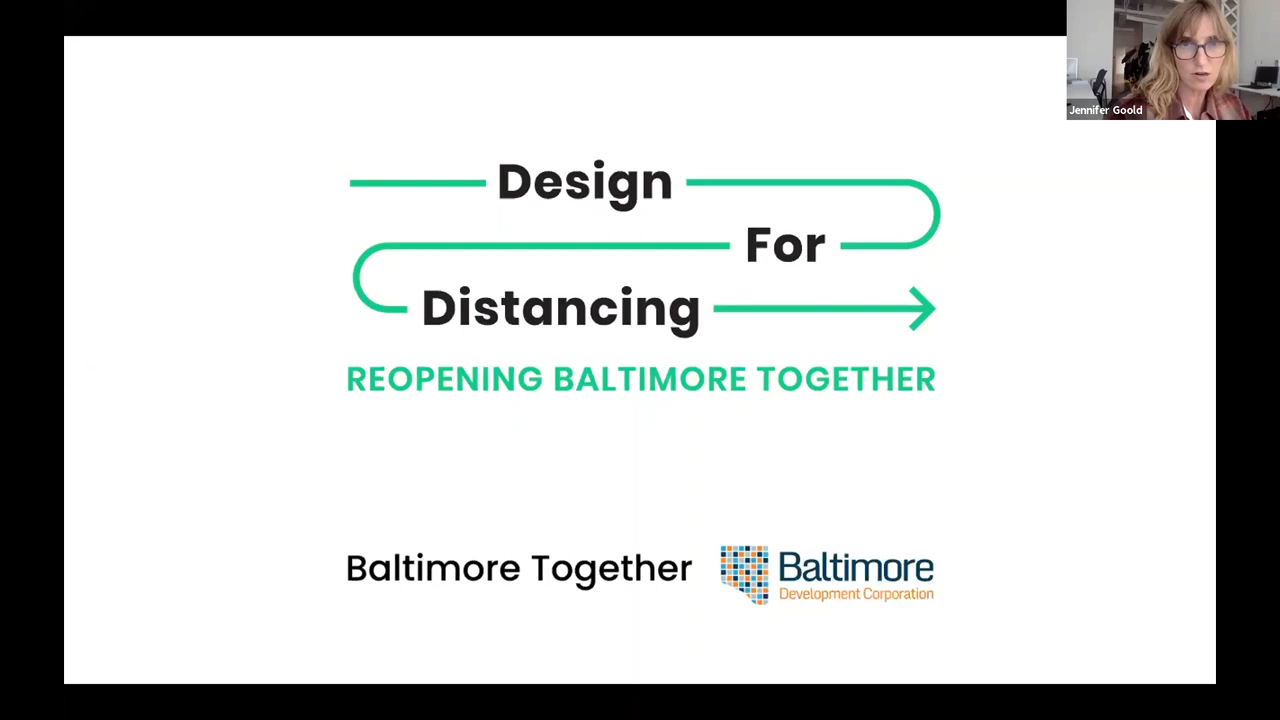 Jennifer Goold
Design
For
Distancing
REOPENING BALTIMORE TOGETHER
Baltimore Together
Baltimore
Development Corporation